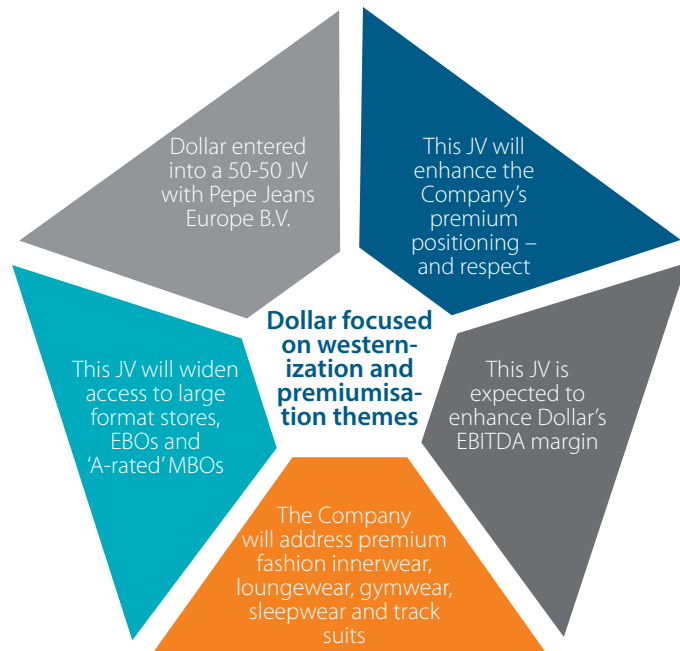 Dollar entered
into a 50-50 JV
with Pepe Jeans
Europe B.V.
This JV will
enhance the
Company’s
premium
positioning –
and respect
Dollar focused
on western-
ization and
premiumisa-
tion themes
This JV will widen
access to large
format stores,
EBOs and
‘A-rated’ MBOs
This JV is
expected to
enhance Dollar’s
EBITDA margin
The Company
will address premium
fashion innerwear,
loungewear, gymwear,
sleepwear and track
suits